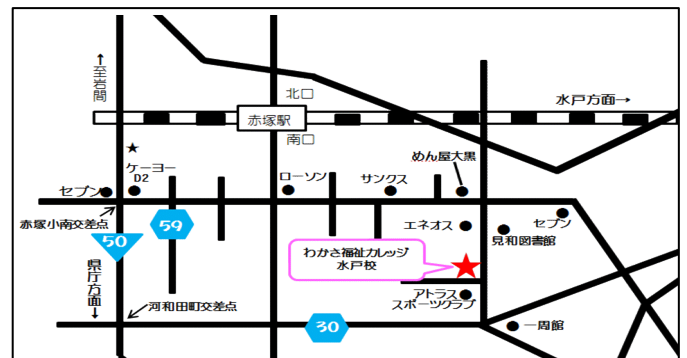 ↑至岩間
北口
水戸方面→
赤塚駅
南口
ケーヨー
D2
めん屋大黒
セブン
ローソン
サンクス
赤塚小南交差点
59
エネオス
セブン
50
見和図書館
わかさ福祉カレッジ
水戸校
県庁方面↓
アトラス
スポーツクラブ
河和田町交差点
30
一周館